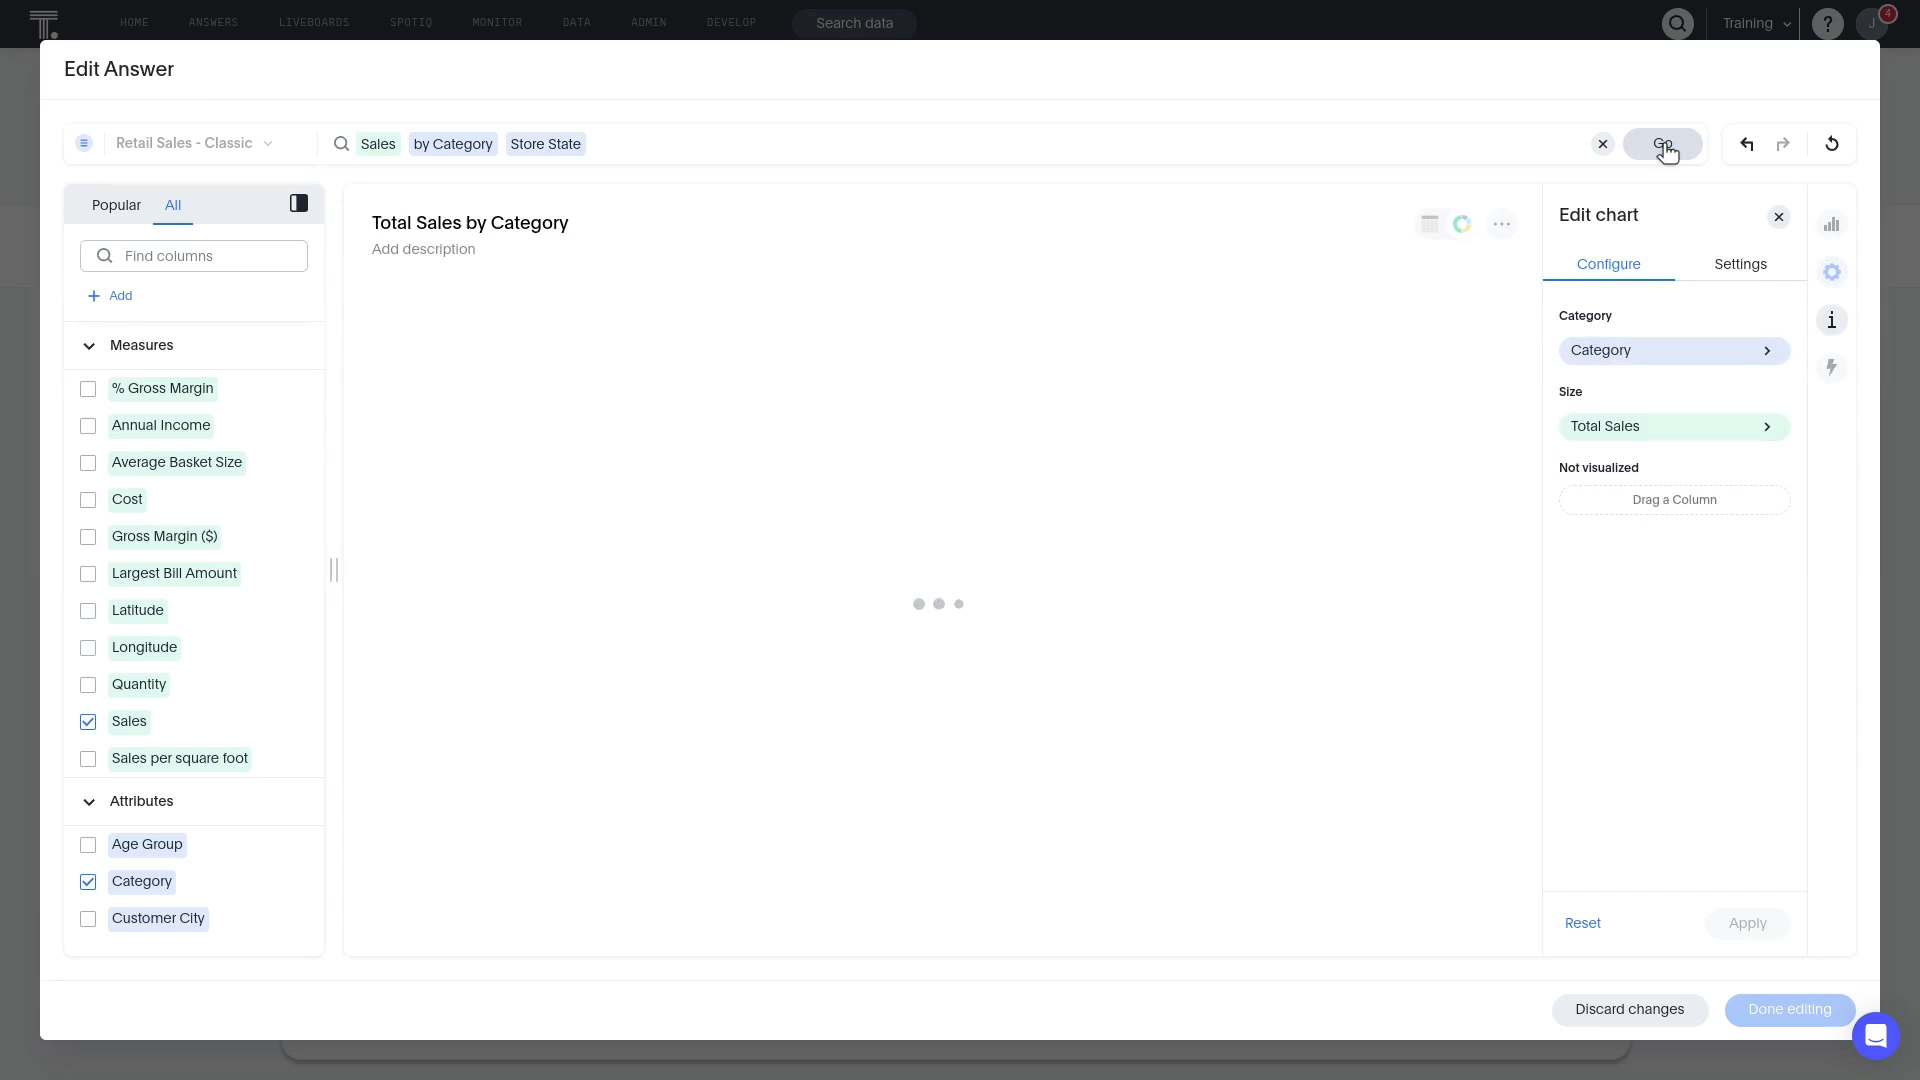 HOME ANSWERS LIVEBOARDS SPOTIQ MONITOR DATA ADMIN DEVELOP Search data Training ? J 4
Edit Answer
Retail Sales - Classic Sales by Category Store State
Popular All
Find columns
Add
Measures
% Gross Margin
Annual Income
Average Basket Size
Cost
Gross Margin ($)
Largest Bill Amount
Latitude
Longitude
Quantity
Sales
Sales per square foot
Attributes
Age Group
Category
Customer City
Total Sales by Category
Add description
Edit chart
Configure Settings
Category
Category
Size
Total Sales
Not visualized
Drag a Column
Reset Apply
Discard changes Done editing